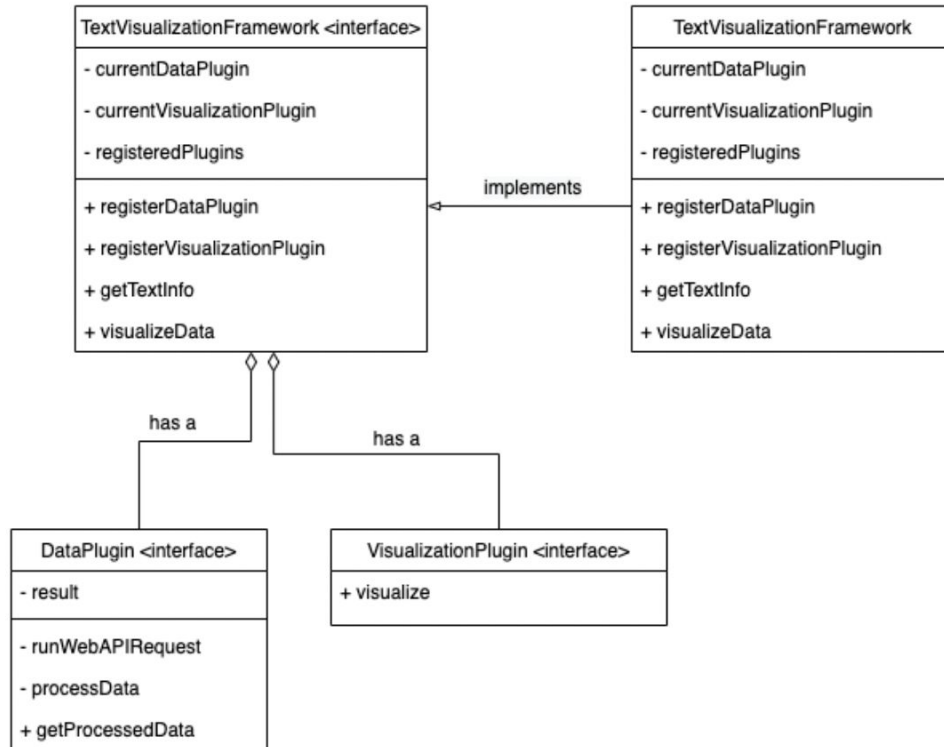 TextVisualizationFramework <interface>
- currentDataPlugin
- currentVisualizationPlugin
- registeredPlugins
+ registerDataPlugin
+ registerVisualizationPlugin
+ getTextInfo
+ visualizeData
implements
TextVisualizationFramework
- currentDataPlugin
- currentVisualizationPlugin
- registeredPlugins
+ registerDataPlugin
+ registerVisualizationPlugin
+ getTextInfo
+ visualizeData
has a
has a
DataPlugin <interface>
- result
- runWebAPIRequest
- processData
+ getProcessedData
VisualizationPlugin <interface>
+ visualize